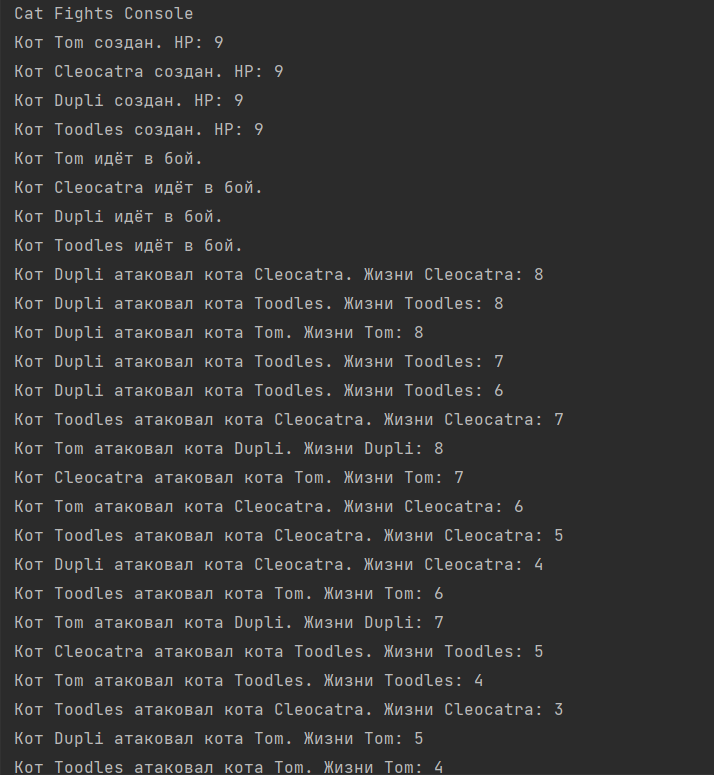 Cat Fights Console
Кот Tom создан. HP: 9
Кот Cleocatra создан. HP: 9
Кот Dupli создан. HP: 9
Кот Toodles создан. HP: 9
Кот Tom идёт в бой.
Кот Cleocatra идёт в бой.
Кот Dupli идёт в бой.
Кот Toodles идёт в бой.
Кот Dupli атаковал кота Cleocatra. Жизни Cleocatra: 8
Кот Dupli атаковал кота Toodles. Жизни Toodles: 8
Кот Dupli атаковал кота Tom. Жизни Tom: 8
Кот Dupli атаковал кота Toodles. Жизни Toodles: 7
Кот Dupli атаковал кота Toodles. Жизни Toodles: 6
Кот Toodles атаковал кота Cleocatra. Жизни Cleocatra: 7
Кот Tom атаковал кота Dupli. Жизни Dupli: 8
Кот Cleocatra атаковал кота Tom. Жизни Tom: 7
Кот Tom атаковал кота Cleocatra. Жизни Cleocatra: 6
Кот Toodles атаковал кота Cleocatra. Жизни Cleocatra: 5
Кот Dupli атаковал кота Cleocatra. Жизни Cleocatra: 4
Кот Toodles атаковал кота Tom. Жизни Tom: 6
Кот Tom атаковал кота Dupli. Жизни Dupli: 7
Кот Cleocatra атаковал кота Toodles. Жизни Toodles: 5
Кот Tom атаковал кота Toodles. Жизни Toodles: 4
Кот Toodles атаковал кота Cleocatra. Жизни Cleocatra: 3
Кот Dupli атаковал кота Tom. Жизни Tom: 5
Кот Toodles атаковал кота Tom. Жизни Tom: 4